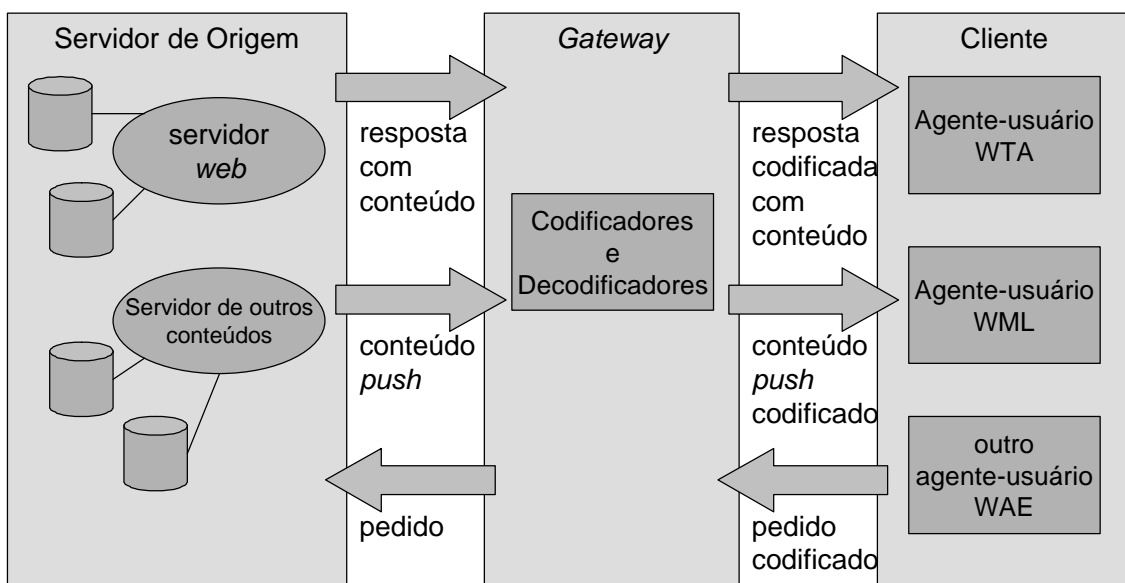 Servidor de Origem
servidor
web
Servidor de outros
conteúdos
resposta
com
conteúdo
conteúdo
push
pedido
Gateway
Codificadores
e
Decodificadores
resposta
codificada
com
conteúdo
conteúdo
push
codificado
pedido
codificado
Cliente
Agente-usuário
WTA
Agente-usuário
WML
outro
agente-usuário
WAE